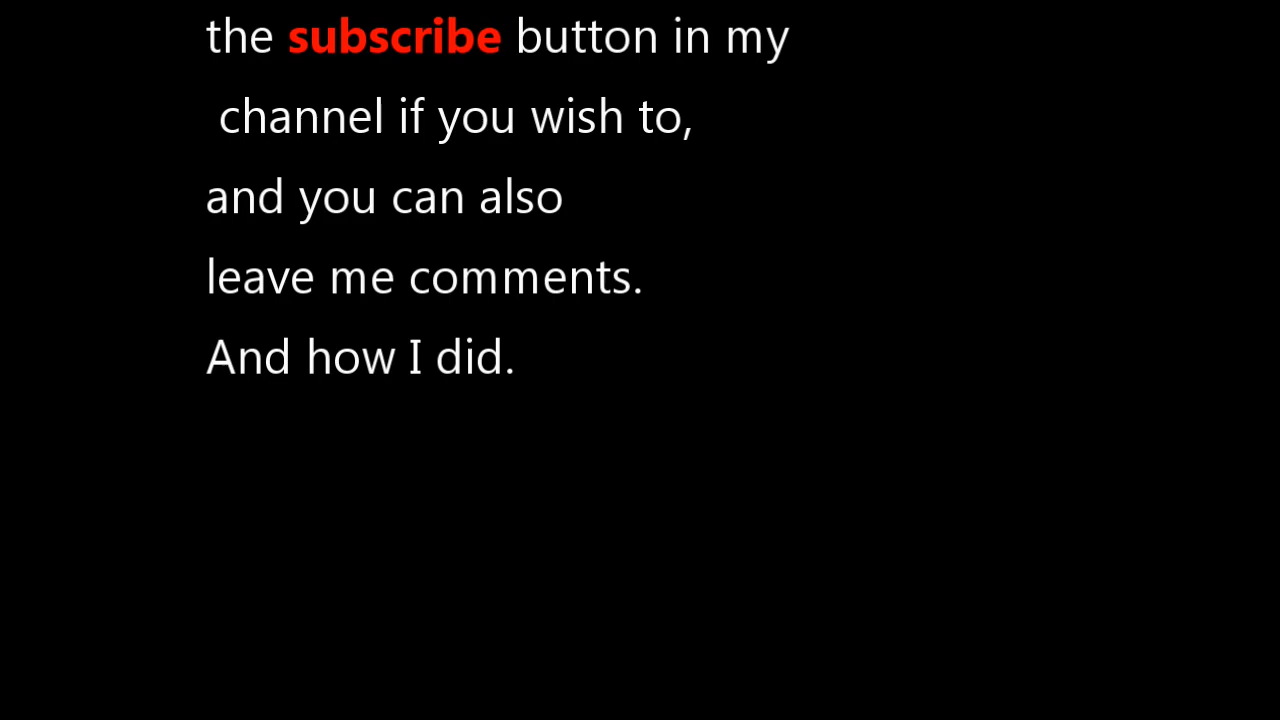 the subscribe button in my
channel if you wish to,
and you can also
leave me comments.
And how I did.